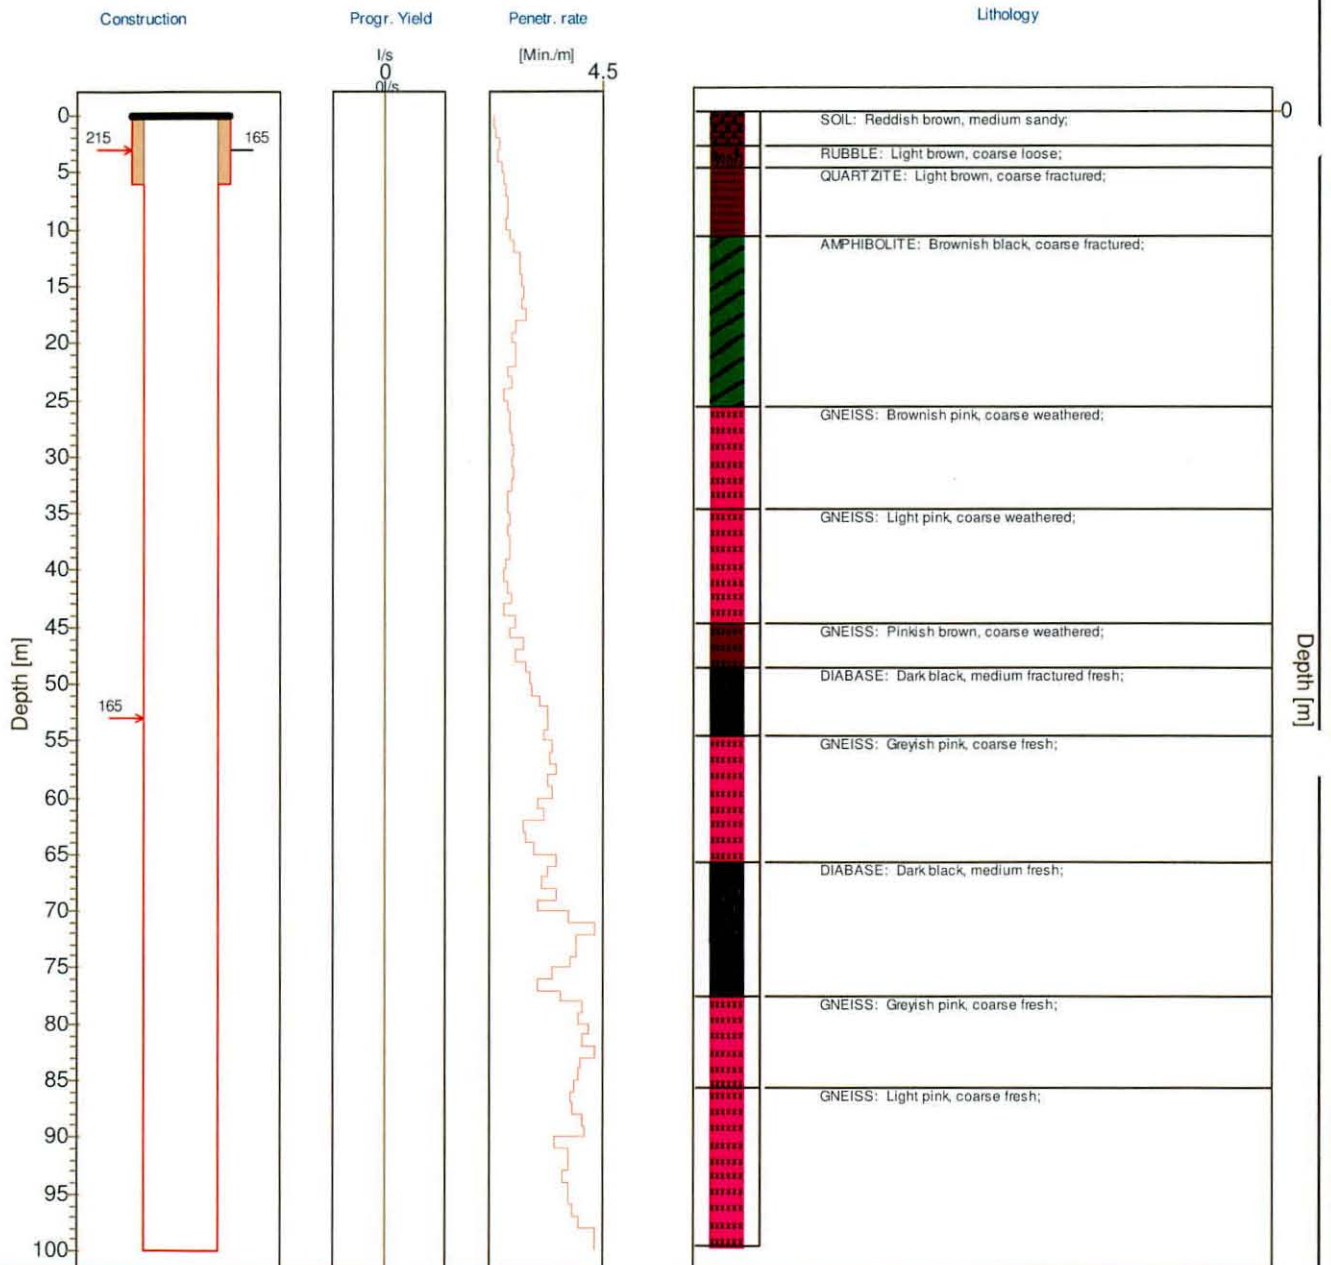 Construction
Progr. Yield
Penetr. rate
Lithology
l/s
0
0l/s
[Min./m]
4.5
0
5
10
15
20
25
30
35
40
45
50
55
60
65
70
75
80
85
90
95
100
Depth [m]
215
165
165
SOIL: Reddish brown, medium sandy;
RUBBLE: Light brown, coarse loose;
QUARTZITE: Light brown, coarse fractured;
AMPHIBOLITE: Brownish black, coarse fractured;
GNEISS: Brownish pink, coarse weathered;
GNEISS: Light pink, coarse weathered;
GNEISS: Pinkish brown, coarse weathered;
DIABASE: Dark black, medium fractured fresh;
GNEISS: Greyish pink, coarse fresh;
DIABASE: Dark black, medium fresh;
GNEISS: Greyish pink, coarse fresh;
GNEISS: Light pink, coarse fresh;
0
Depth [m]